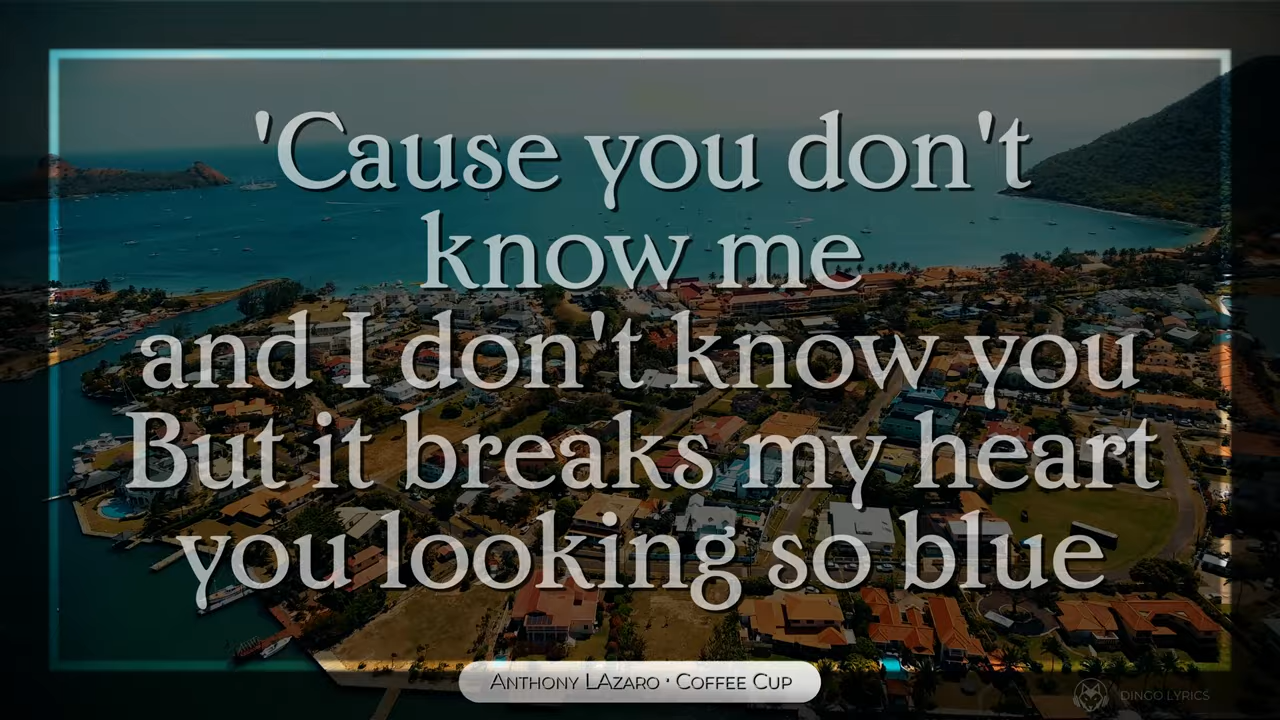 'Cause you don't
know me
and I don't know you
But it breaks my heart
you looking so blue
Anthony LAzaro · Coffee Cup
DINGO LYRICS